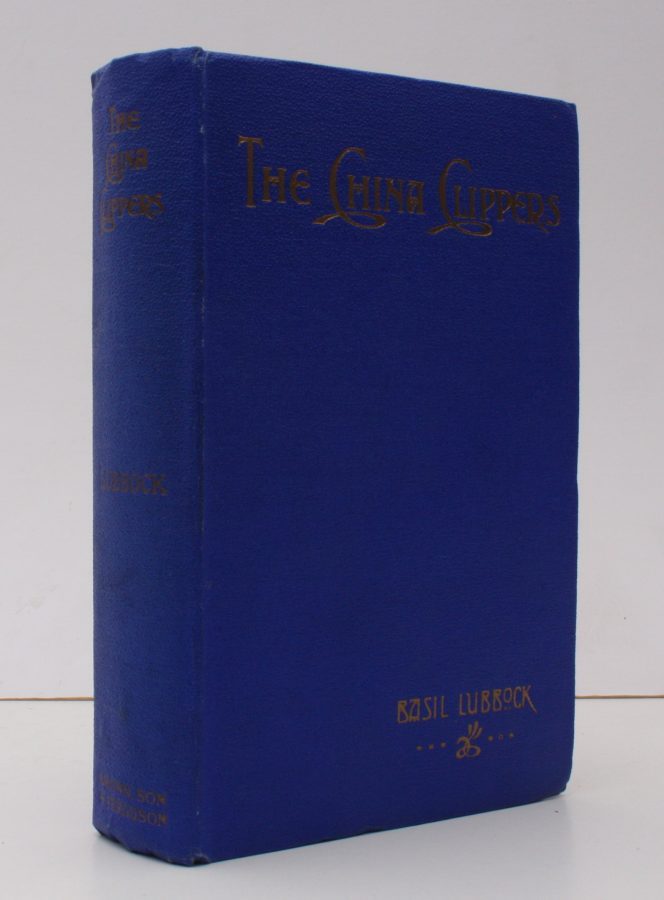 THE
CHINA
CLIPPERS
LUBBOCK
BROWN SON
& FERGUSON
THE CHINA CLIPPERS
BASIL LUBBOCK